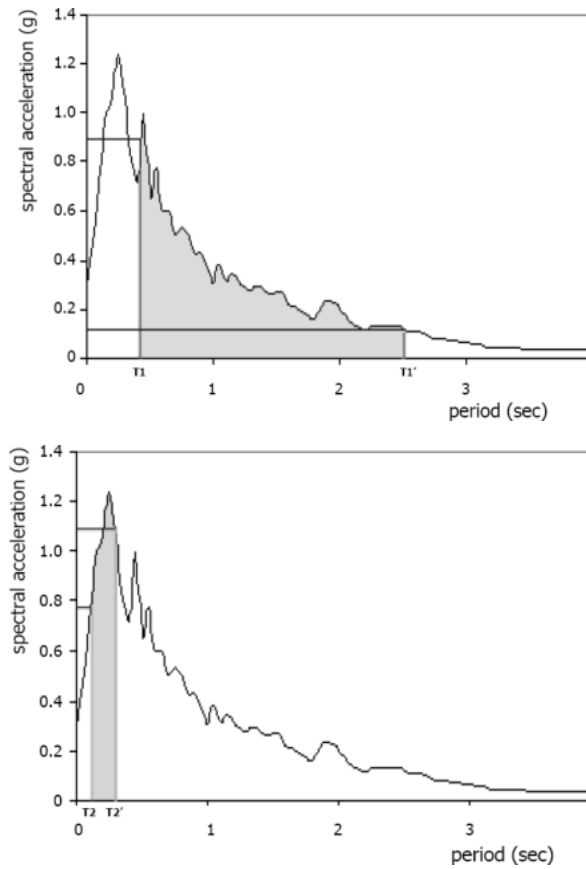 spectral acceleration (g)
1.4
1.2
1.0
0.8
0.6
0.4
0.2
0
0 T1 1 2 T1′ 3
period (sec)
spectral acceleration (g)
1.4
1.2
1.0
0.8
0.6
0.4
0.2
0
0 T2 T2′ 1 2 3
period (sec)